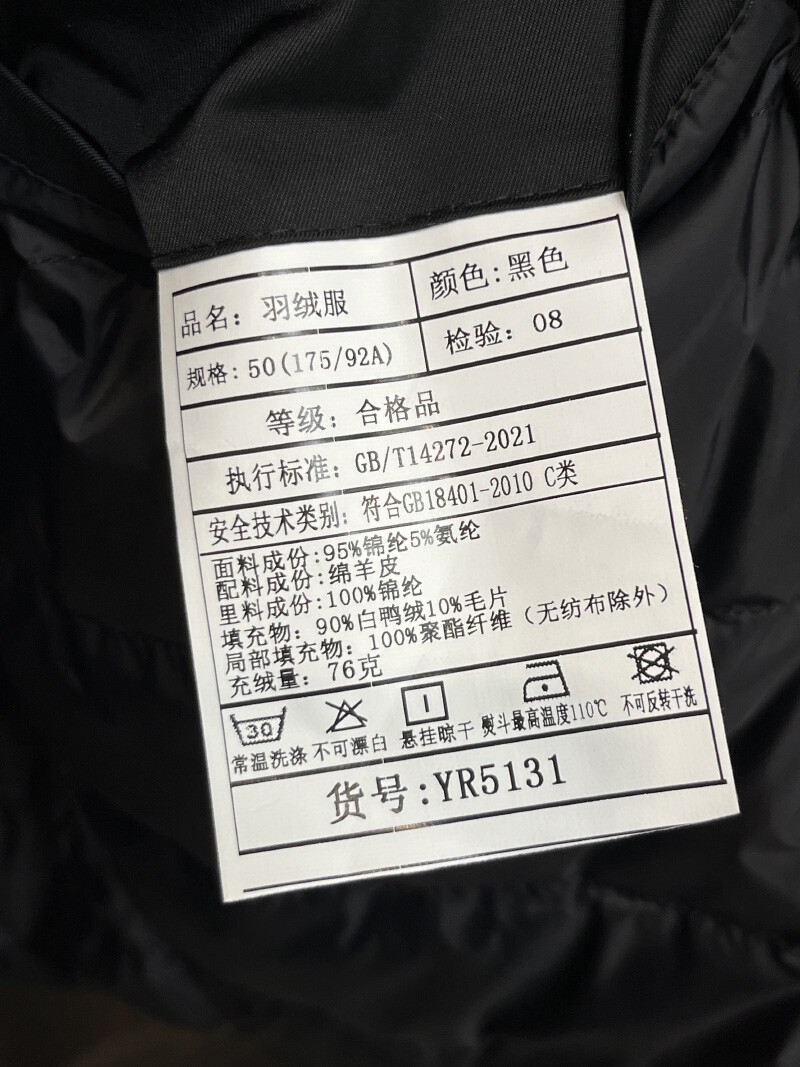 品名：羽绒服
颜色:黑色
规格:50(175/92A)
检验：08
等级：合格品
执行标准：GB/T14272-2021
安全技术类别：符合GB18401-2010 C类
面料成份:95%锦纶5%氨纶
配料成份:绵羊皮
里料成份:100%锦纶
填充物：90%白鸭绒10%毛片
局部填充物：100%聚酯纤维（无纺布除外）
充绒量：76克
30
常温洗涤 不可漂白 悬挂晾干 熨斗最高温度110℃ 不可反转干洗
货号:YR5131